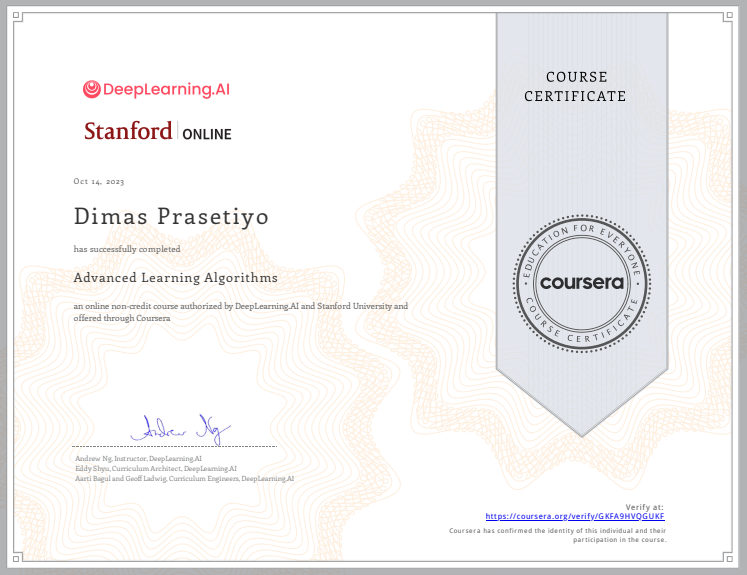 COURSE
CERTIFICATE
DeepLearning.AI
Stanford | ONLINE
Oct 14, 2023
Dimas Prasetiyo
has successfully completed
Advanced Learning Algorithms
an online non-credit course authorized by DeepLearning.AI and Stanford University and
offered through Coursera
EDUCATION FOR EVERYONE
coursera
COURSE CERTIFICATE
Andrew Ng
Andrew Ng, Instructor, DeepLearning.AI
Eddy Shyu, Curriculum Architect, DeepLearning.AI
Aarti Bagul and Geoff Ladwig, Curriculum Engineers, DeepLearning.AI
Verify at:
https://coursera.org/verify/GKFA9HVQGUKF
Coursera has confirmed the identity of this individual and their
participation in the course.